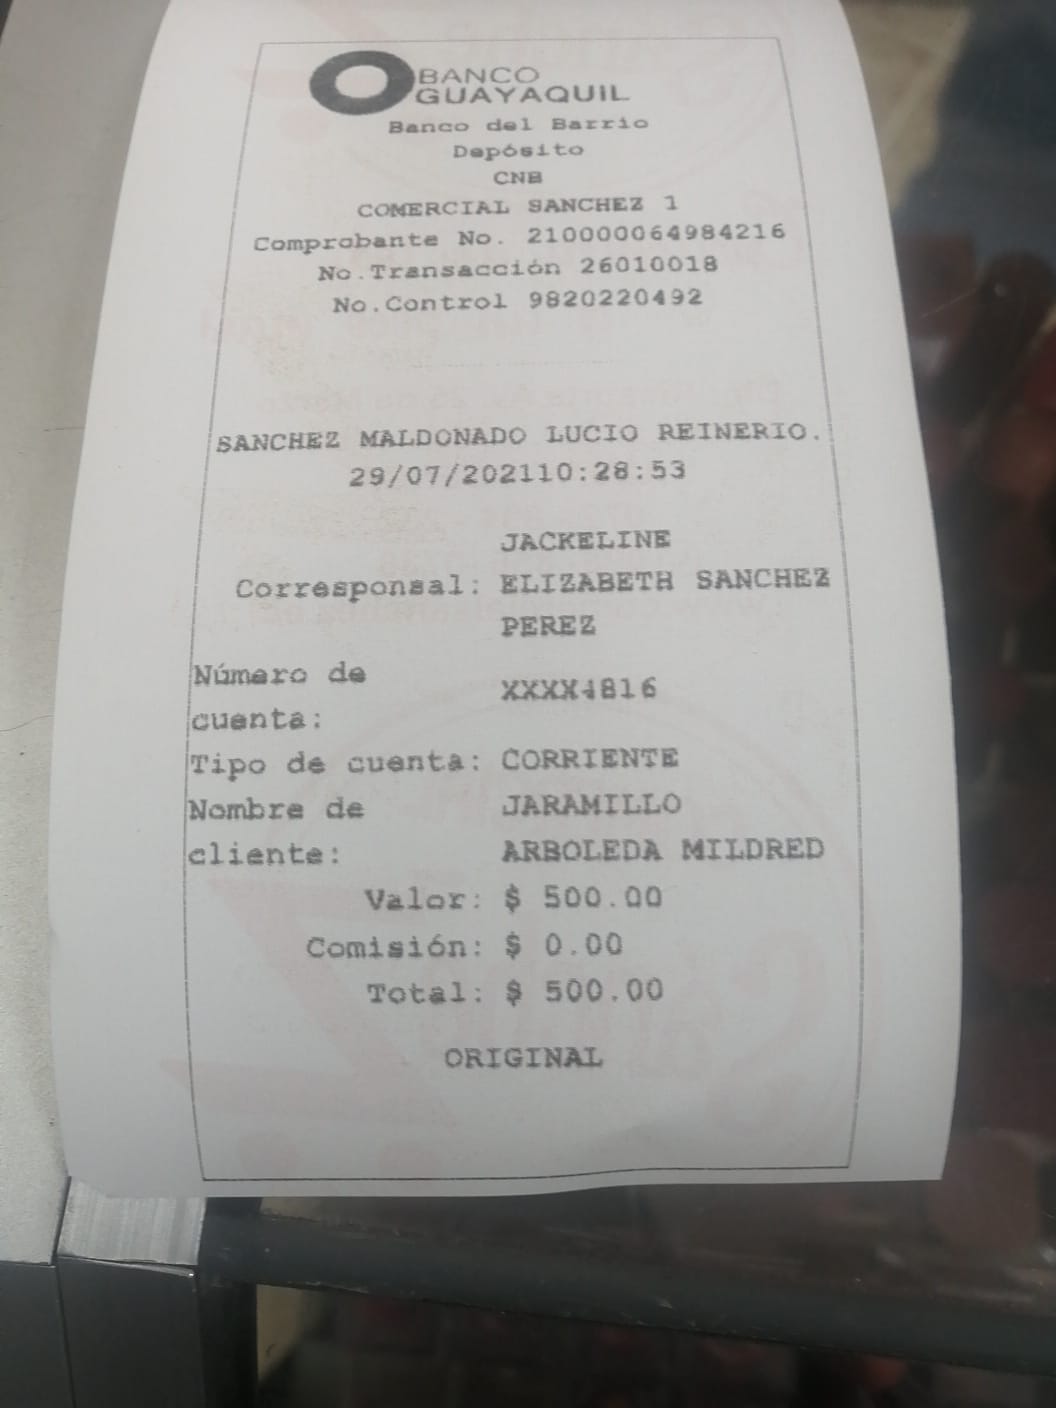 BANCO
GUAYAQUIL
Banco del Barrio
Depósito
CNB
COMERCIAL SANCHEZ 1
Comprobante No. 210000064984216
No.Transacción 26010018
No.Control 9820220492
SANCHEZ MALDONADO LUCIO REINERIO.
29/07/202110:28:53
JACKELINE
Corresponsal: ELIZABETH SANCHEZ
PEREZ
Número de
cuenta: XXXX4816
Tipo de cuenta: CORRIENTE
Nombre de JARAMILLO
cliente: ARBOLEDA MILDRED
Valor: $ 500.00
Comisión: $ 0.00
Total: $ 500.00
ORIGINAL